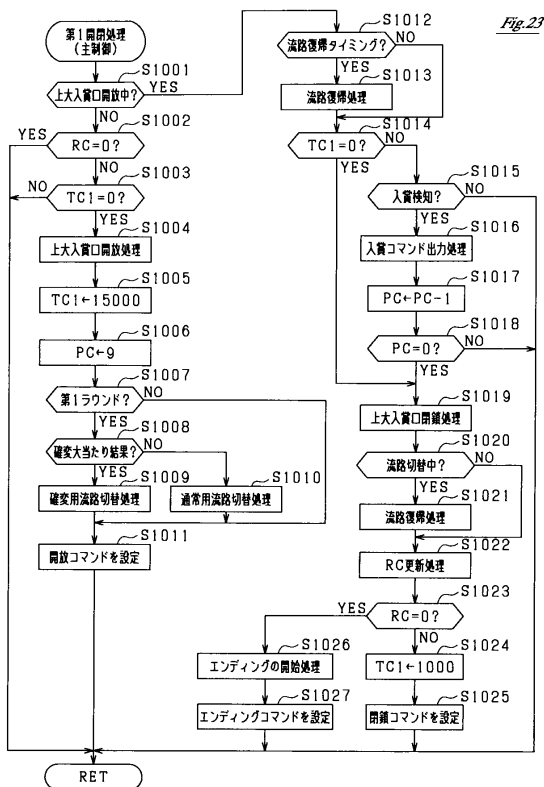 Fig.23
第1開閉処理
(主制御)
S1001
上大入賞口開放中?
YES
NO
S1002
RC=0?
YES
NO
S1003
TC1=0?
NO
YES
S1004
上大入賞口開放処理
S1005
TC1←15000
S1006
PC←9
S1007
第1ラウンド?
NO
YES
S1008
確変大当たり結果?
NO
YES
S1009
確変用流路切替処理
S1010
通常用流路切替処理
S1011
開放コマンドを設定
S1012
流路復帰タイミング?
NO
YES
S1013
流路復帰処理
S1014
TC1=0?
NO
YES
S1015
入賞検知?
NO
YES
S1016
入賞コマンド出力処理
S1017
PC←PC-1
S1018
PC=0?
NO
YES
S1019
上大入賞口閉鎖処理
S1020
流路切替中?
NO
YES
S1021
流路復帰処理
S1022
RC更新処理
S1023
RC=0?
YES
NO
S1024
TC1←1000
S1025
閉鎖コマンドを設定
S1026
エンディングの開始処理
S1027
エンディングコマンドを設定
RET